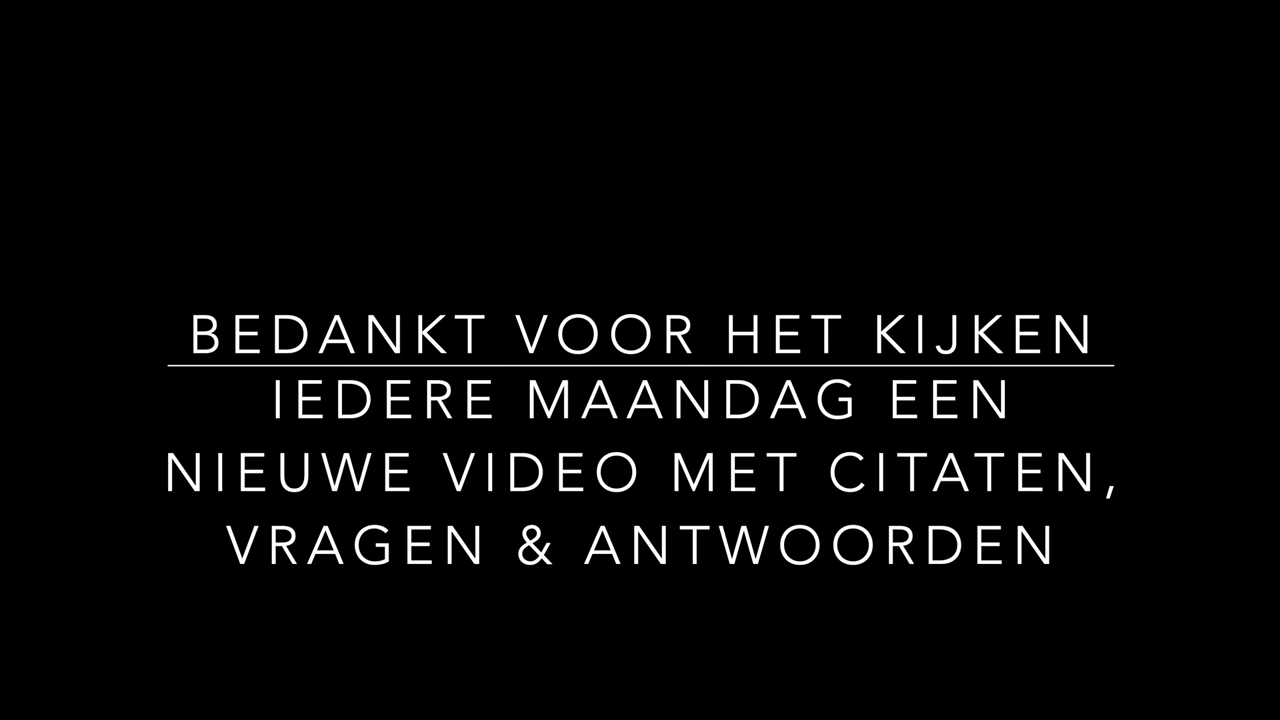 BEDANKT VOOR HET KIJKEN
IEDERE MAANDAG EEN
NIEUWE VIDEO MET CITATEN,
VRAGEN & ANTWOORDEN